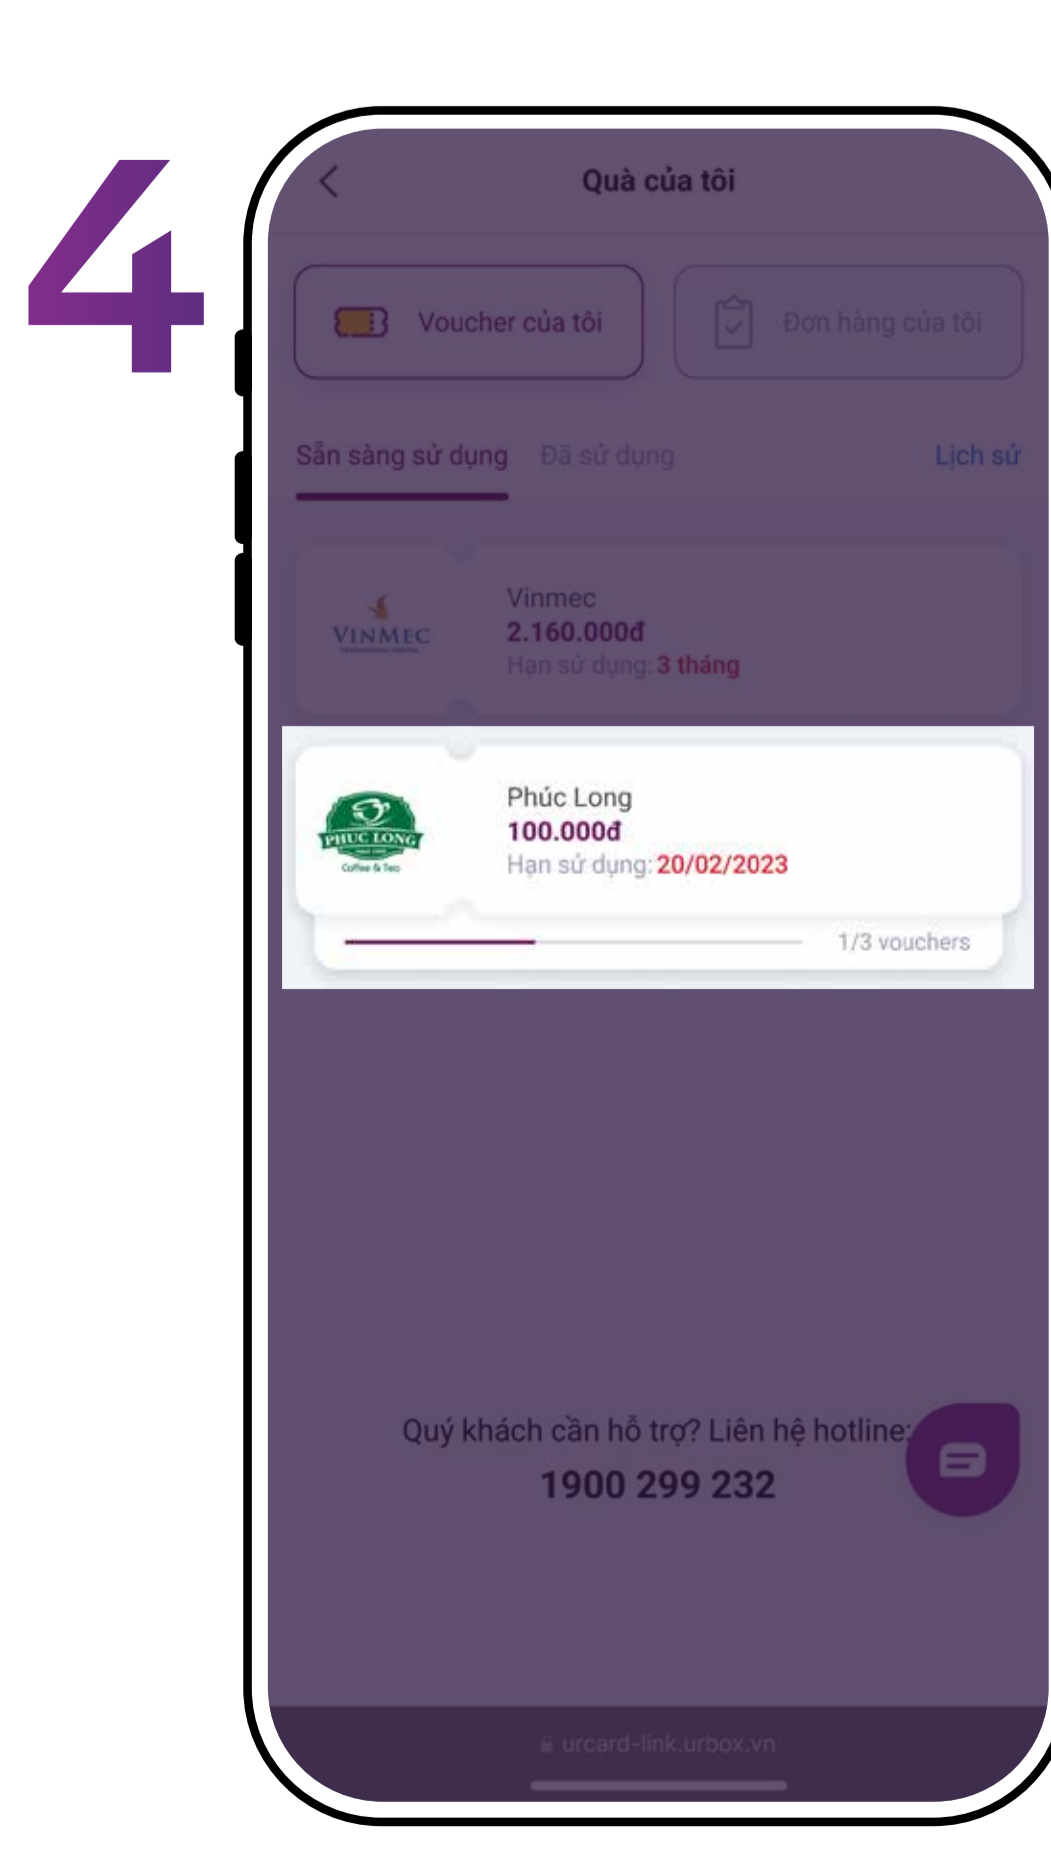 4
Quà của tôi
Voucher của tôi
Đơn hàng của tôi
Sẵn sàng sử dụng
Đã sử dụng
Lịch sử
VINMEC
Vinmec
2.160.000đ
Hạn sử dụng: 3 tháng
PHUC LONG
Coffee & Tea
Phúc Long
100.000đ
Hạn sử dụng: 20/02/2023
1/3 vouchers
Quý khách cần hỗ trợ? Liên hệ hotline:
1900 299 232
urcard-link.urbox.vn